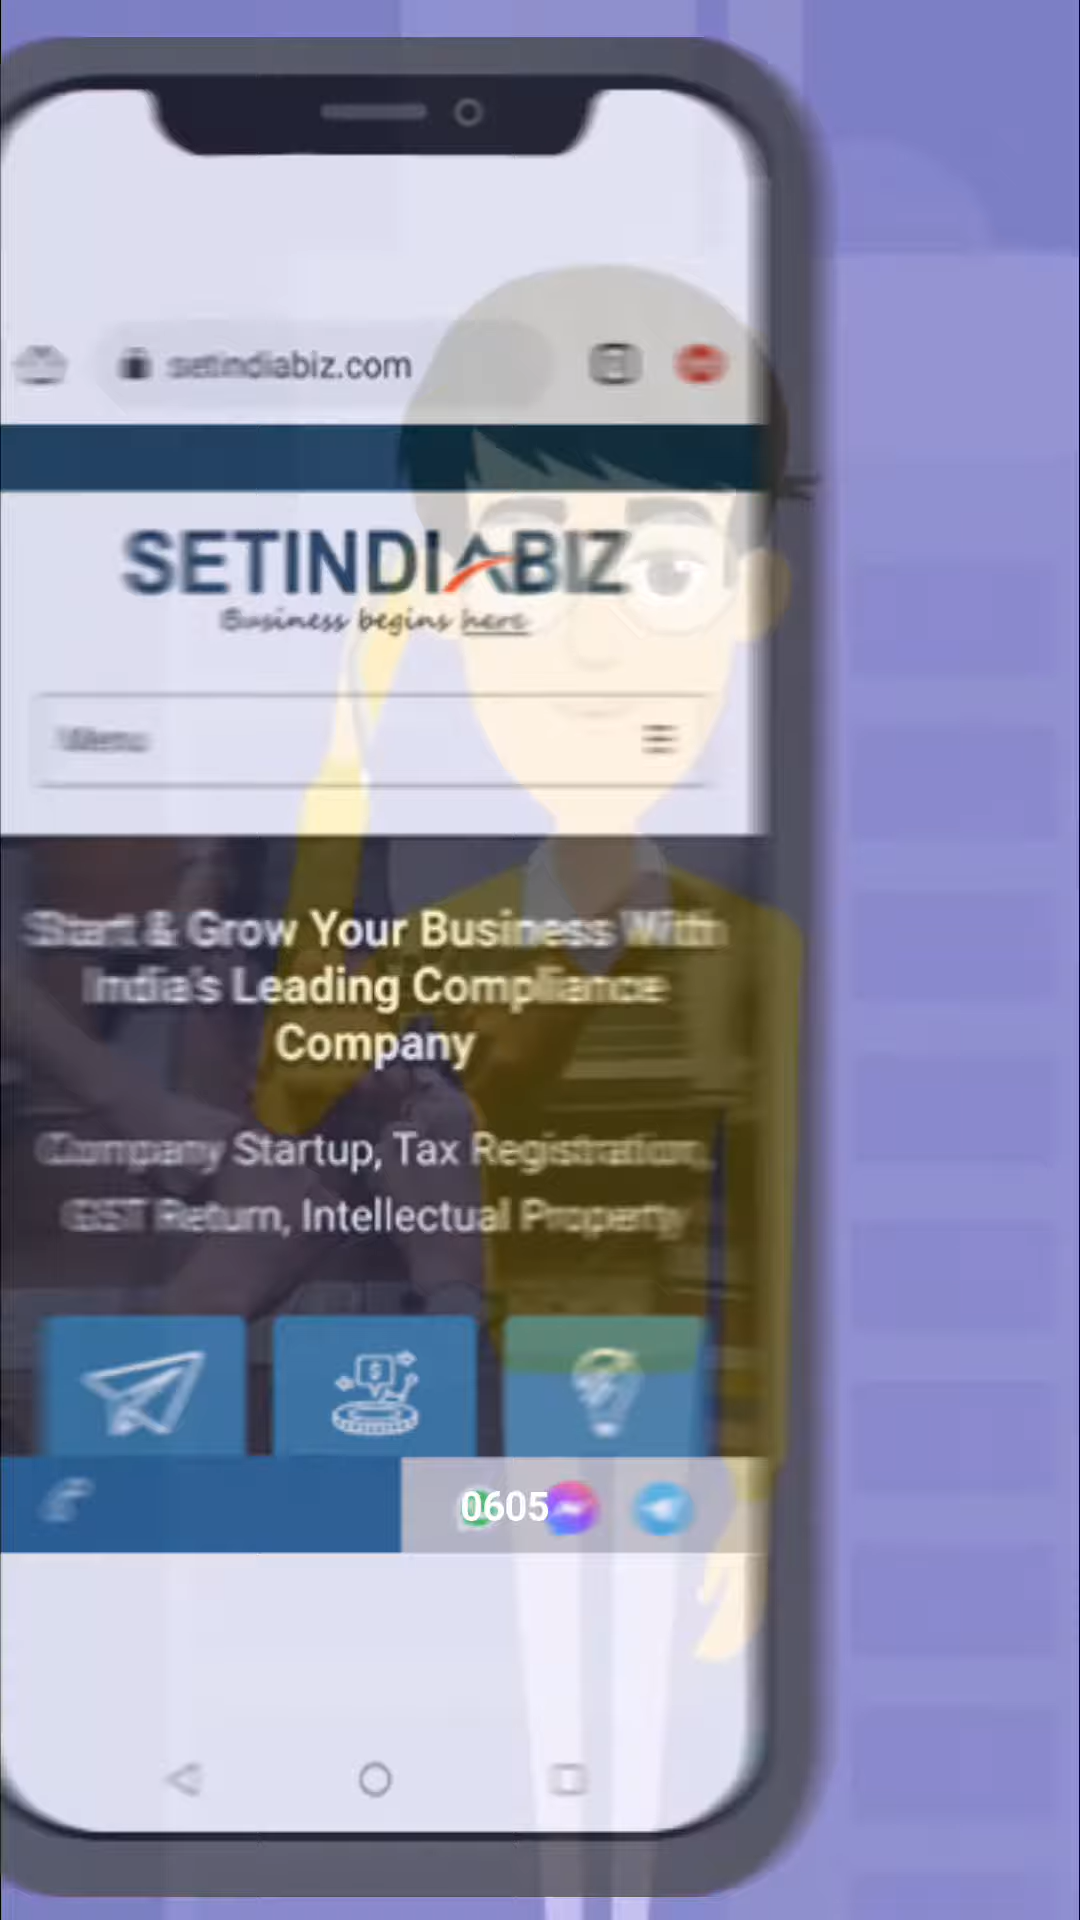 setindiabiz.com
SETINDIABIZ
Business begins here
Menu
Start & Grow Your Business With
India's Leading Compliance
Company
Company Startup, Tax Registration,
GST Return, Intellectual Property
$
0605